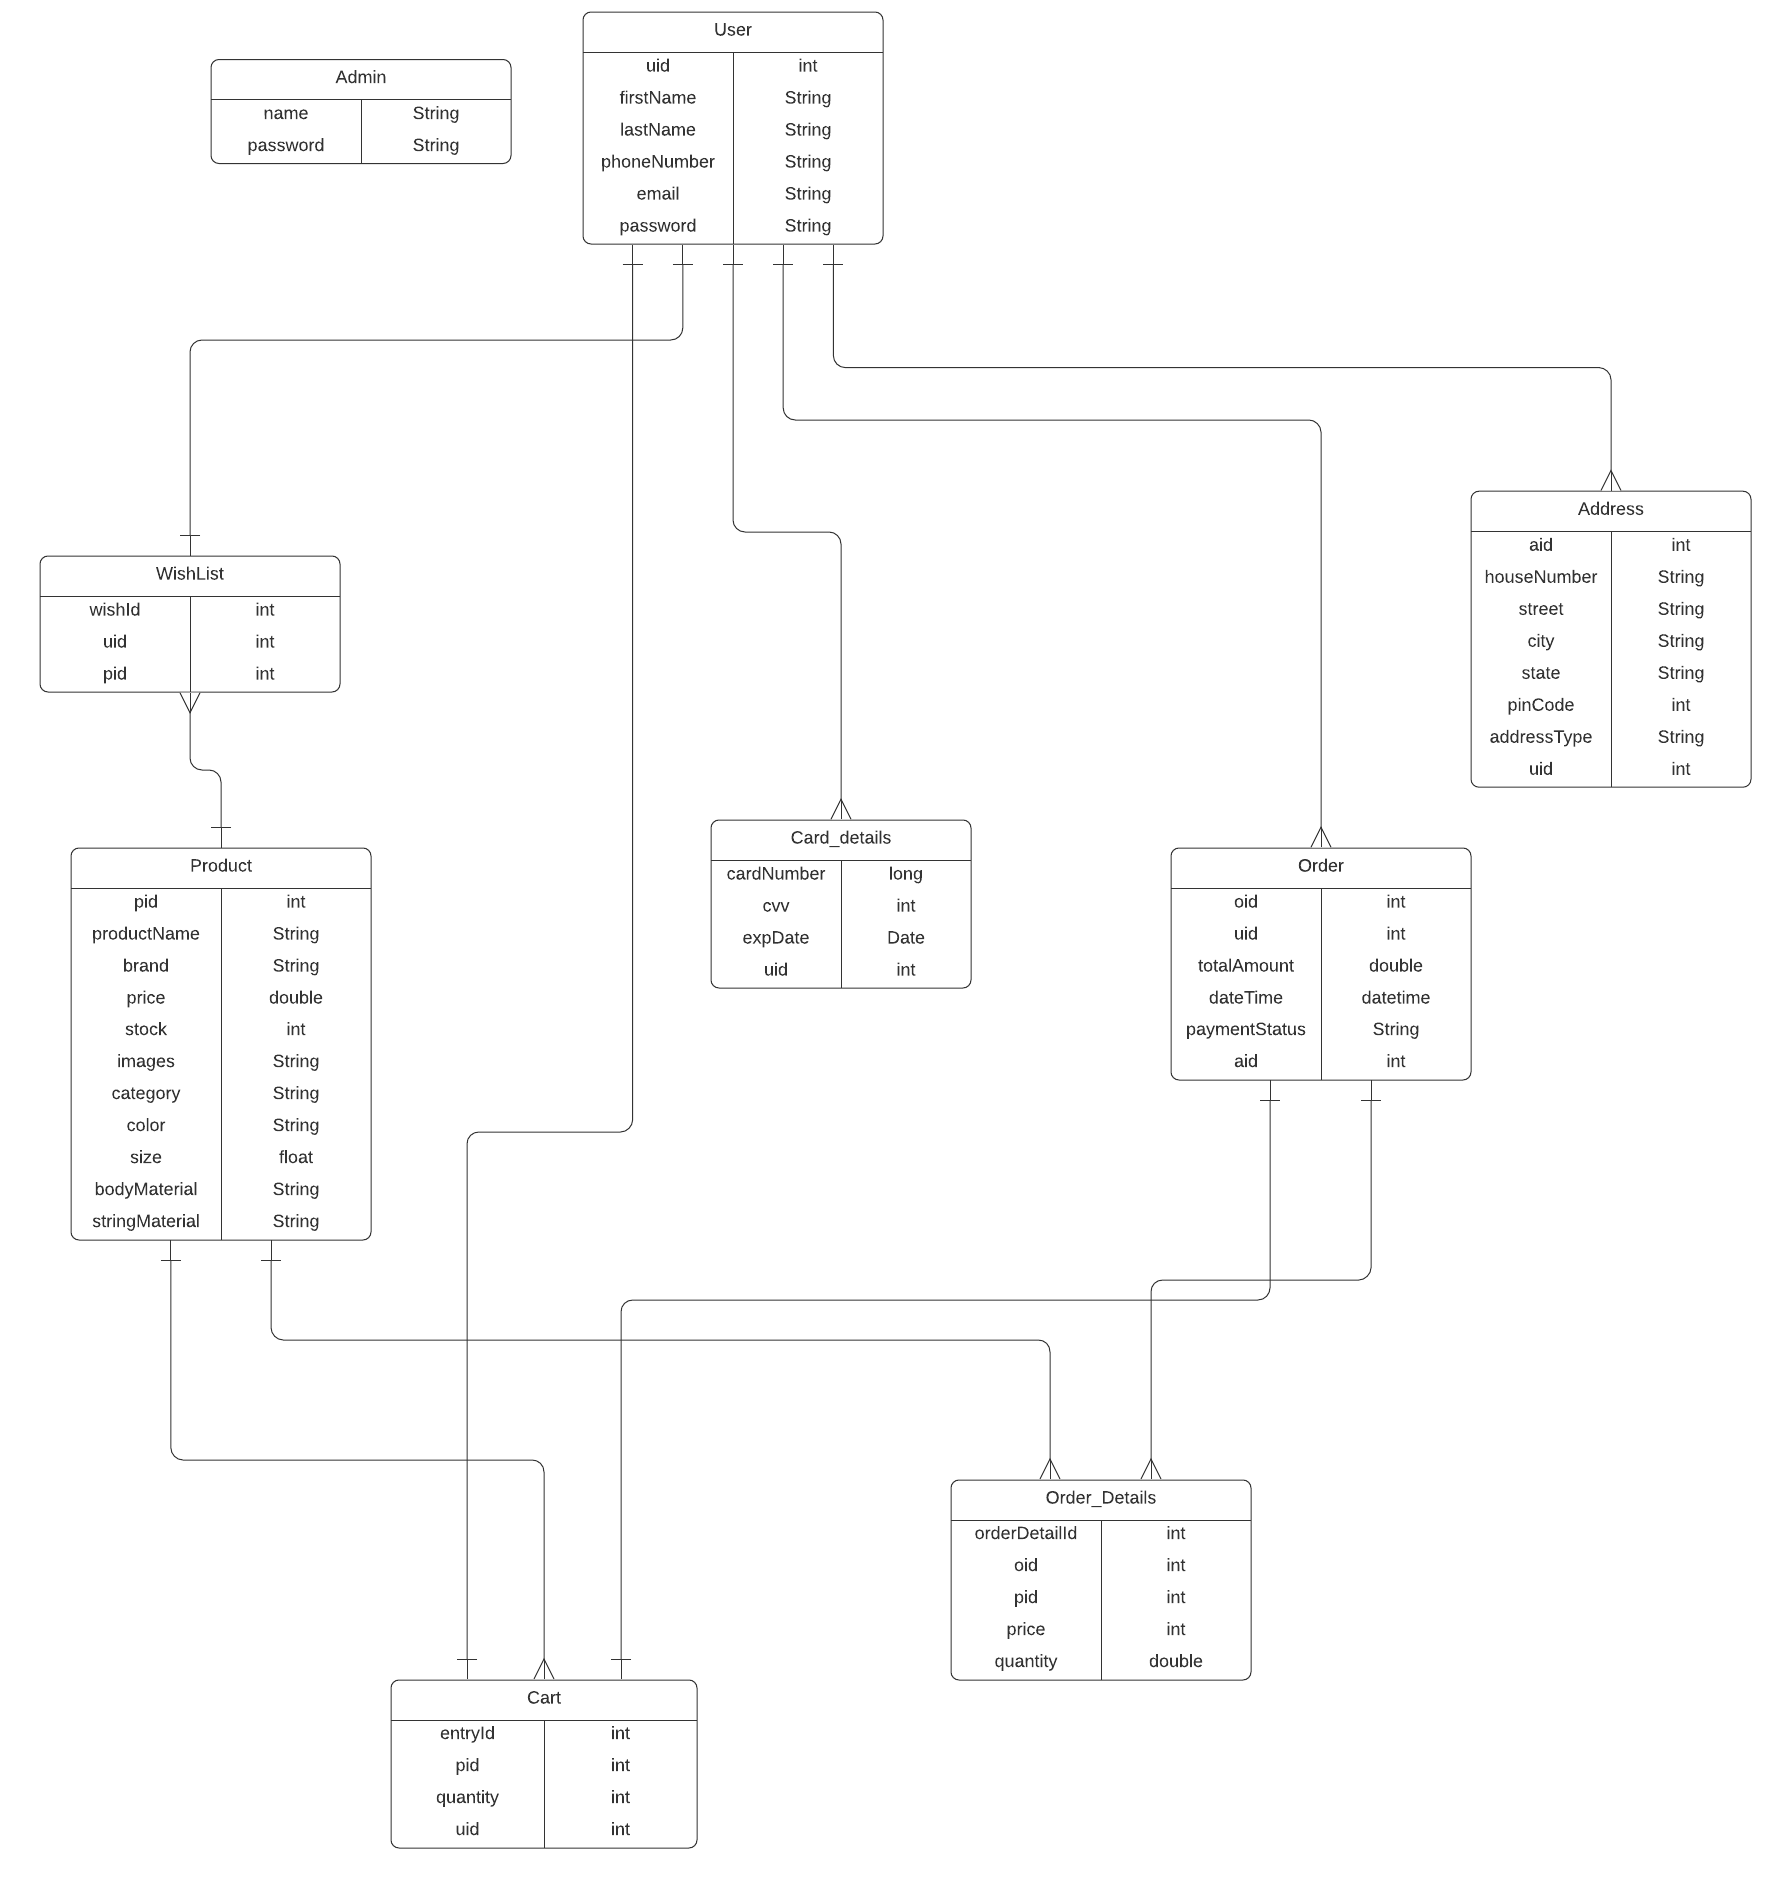 User
uid int
firstName String
lastName String
phoneNumber String
email String
password String
Admin
name String
password String
Address
aid int
houseNumber String
street String
city String
state String
pinCode int
addressType String
uid int
WishList
wishId int
uid int
pid int
Card_details
cardNumber long
cvv int
expDate Date
uid int
Product
pid int
productName String
brand String
price double
stock int
images String
category String
color String
size float
bodyMaterial String
stringMaterial String
Order
oid int
uid int
totalAmount double
dateTime datetime
paymentStatus String
aid int
Order_Details
orderDetailId int
oid int
pid int
price int
quantity double
Cart
entryId int
pid int
quantity int
uid int